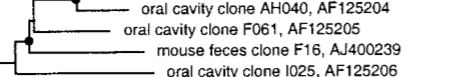 oral cavity clone AH040, AF125204
oral cavity clone F061, AF125205
mouse feces clone F16, AJ400239
oral cavity clone I025, AF125206